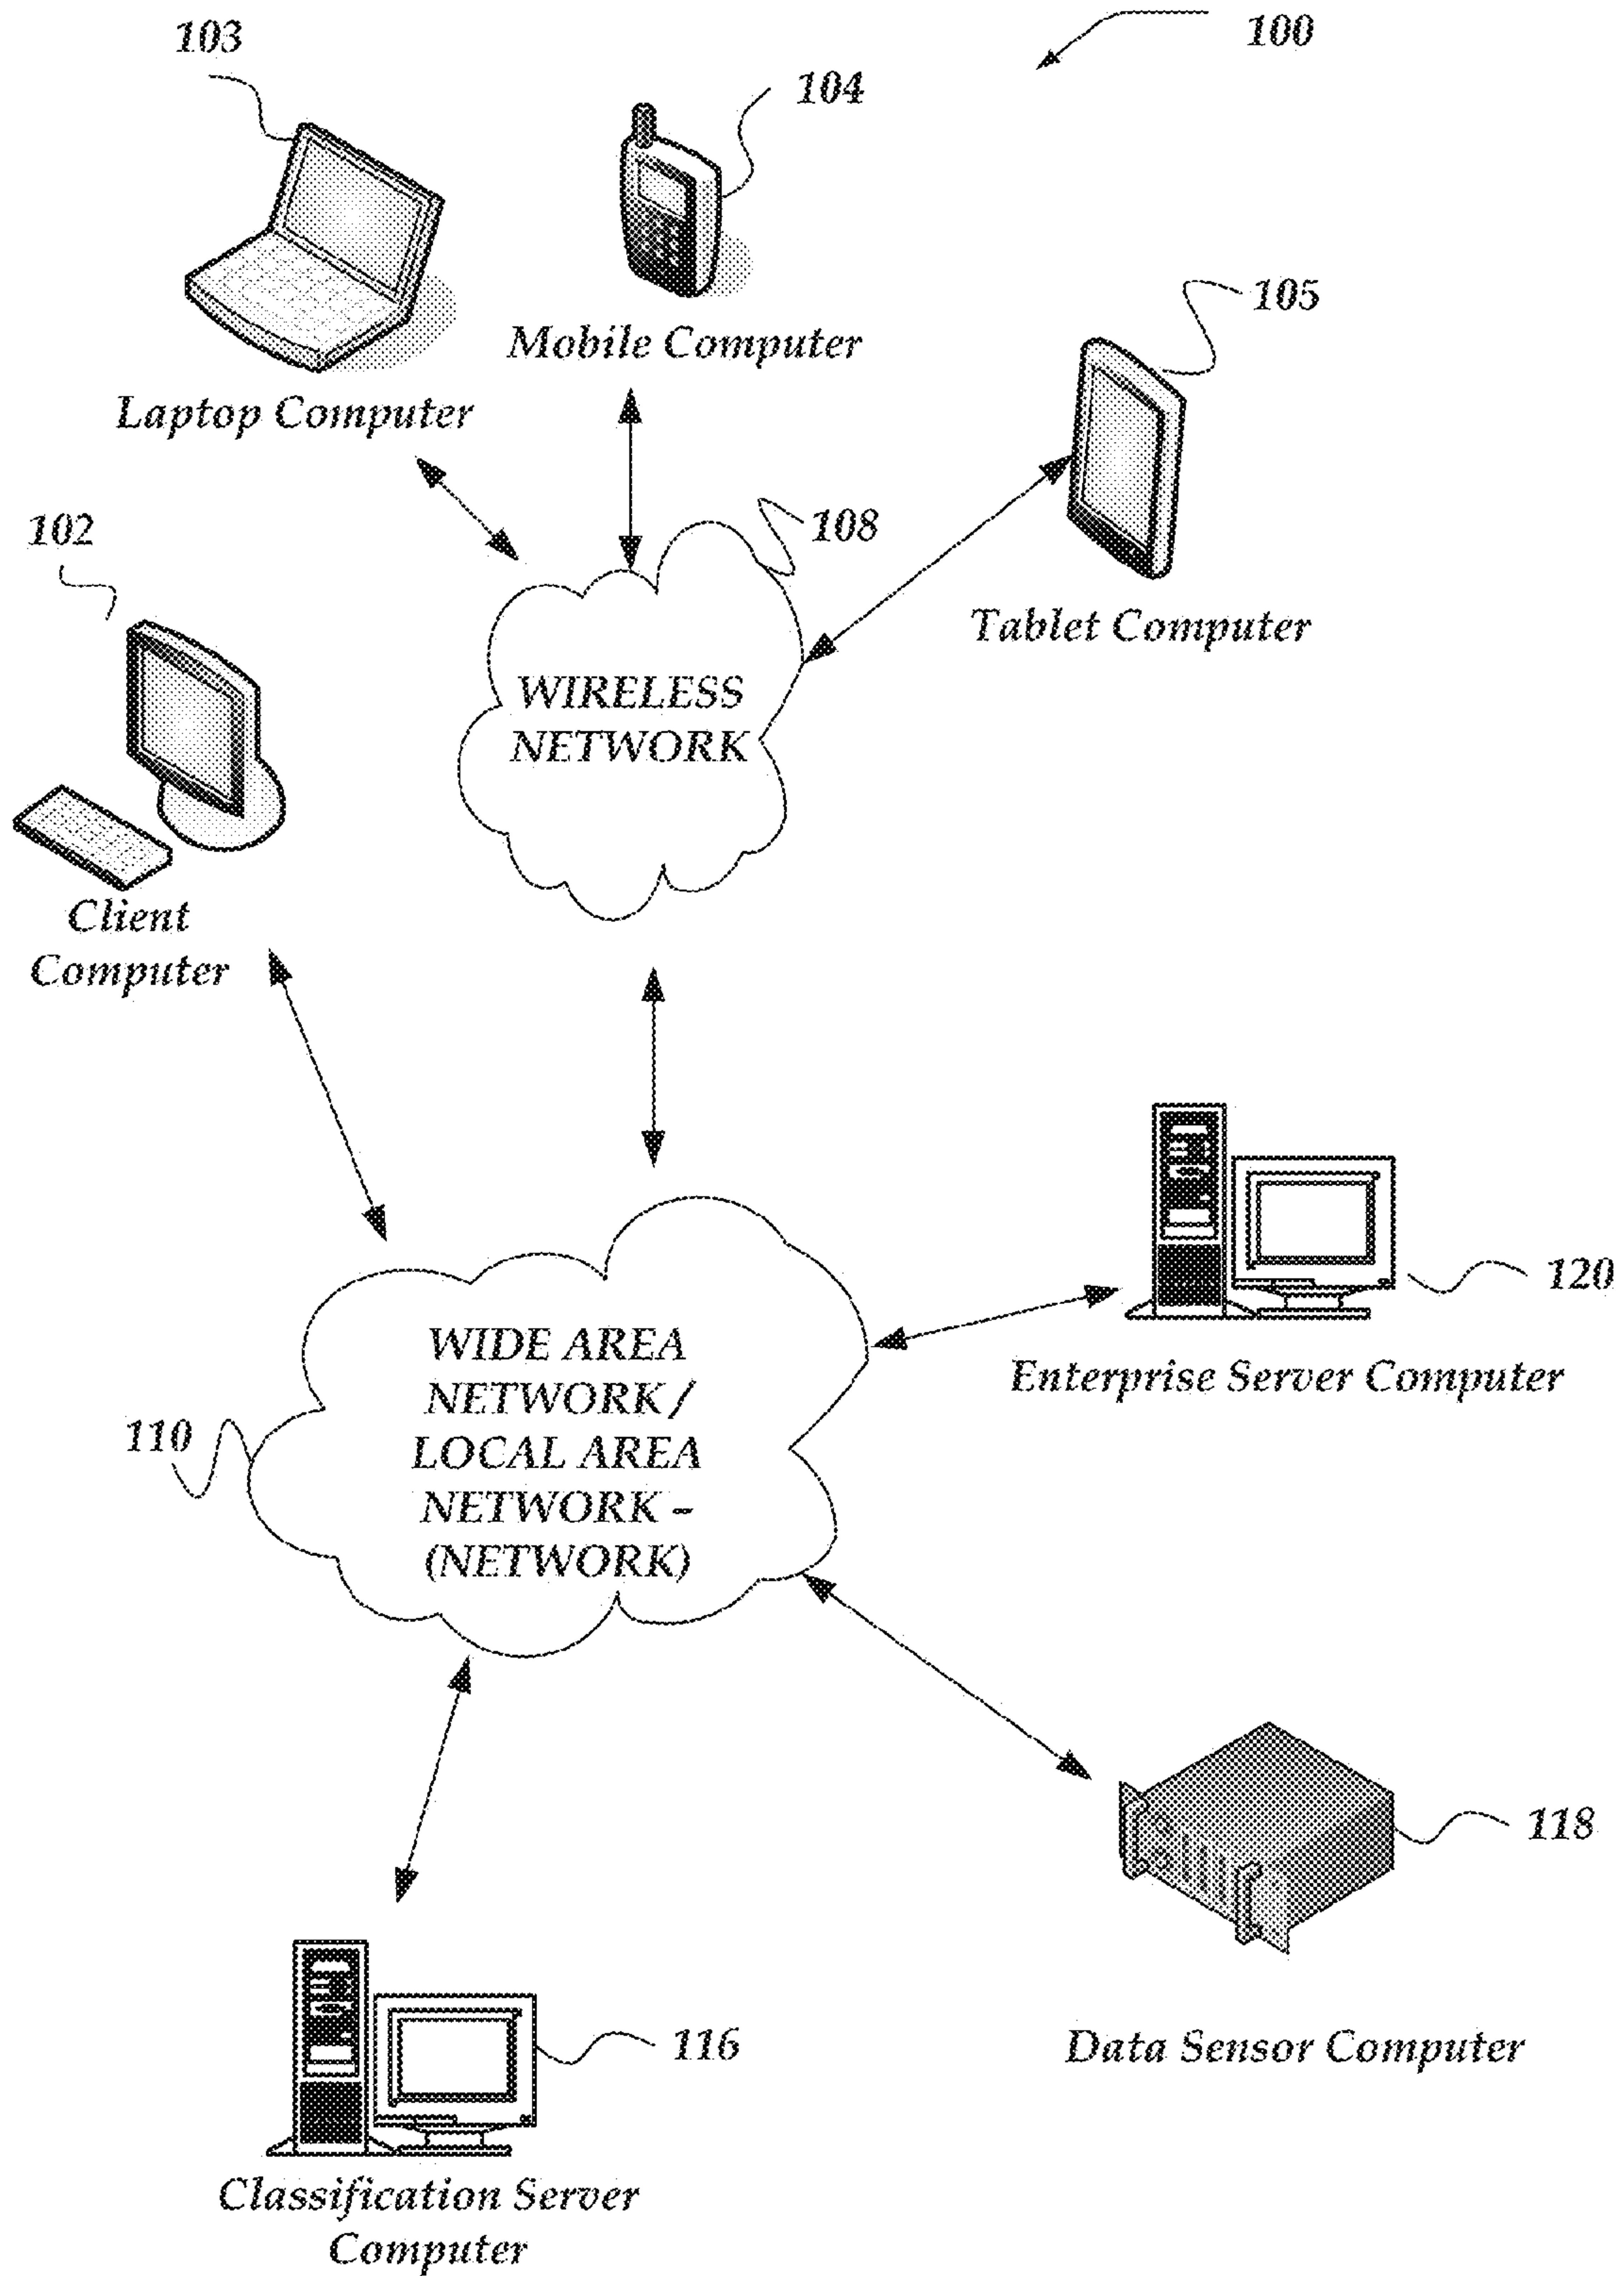 103
100
104
Mobile Computer
Laptop Computer
105
Tablet Computer
102
108
WIRELESS
NETWORK
Client
Computer
120
Enterprise Server Computer
110
WIDE AREA
NETWORK /
LOCAL AREA
NETWORK –
(NETWORK)
118
Data Sensor Computer
116
Classification Server
Computer